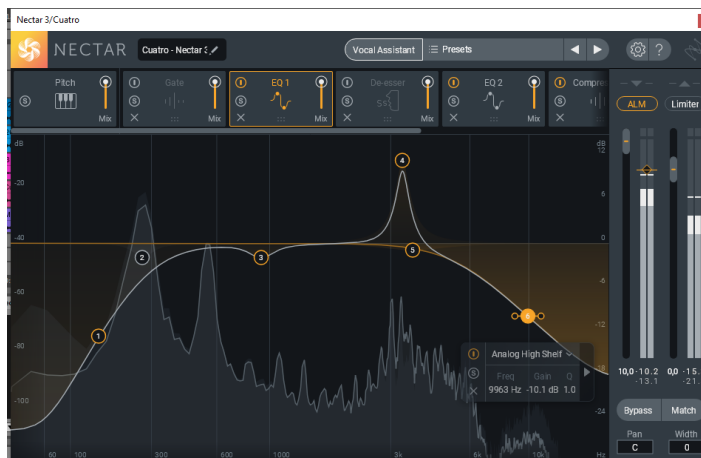 Nectar 3/Cuatro
NECTAR
Cuatro - Nectar 3
Vocal Assistant
Presets
?
Pitch
Gate
EQ 1
De-esser
EQ 2
Compres
S
Mix
S
Mix
S
Mix
S
Mix
S
Mix
S
ALM
Limiter
dB
dB
12
-20
6
-40
0
-60
-6
-12
-80
-18
-100
-24
1
2
3
4
5
6
Analog High Shelf
S
Freq Gain Q
9963 Hz -10.1 dB 1.0
60 100 300 600 1000 3k 6k 10k Hz
10,0 -10.2 0,0 -15.
-13.1 -21.
Bypass
Match
Pan
Width
C
0